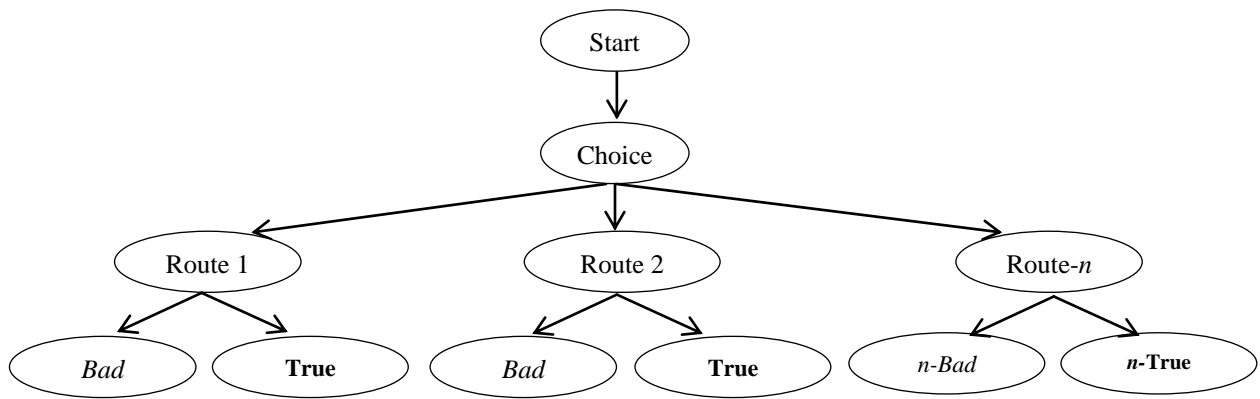 Start
Choice
Route 1
Route 2
Route-n
Bad
True
Bad
True
n-Bad
n-True